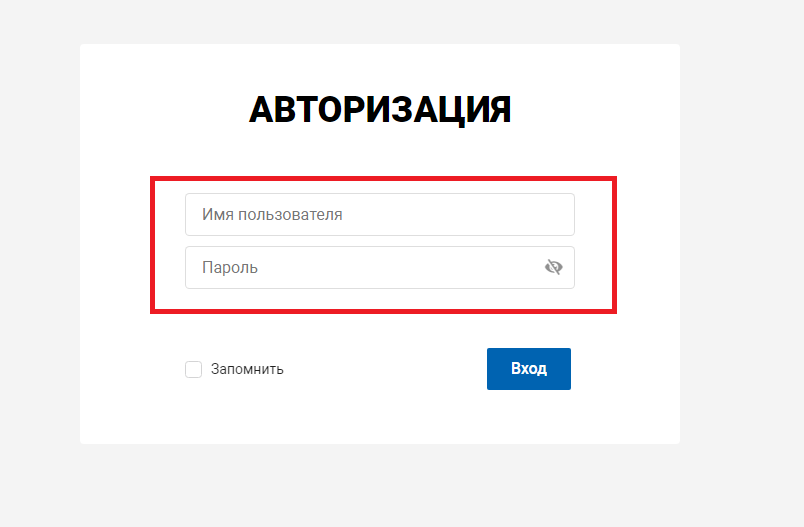 АВТОРИЗАЦИЯ
Имя пользователя
Пароль
Запомнить
Вход